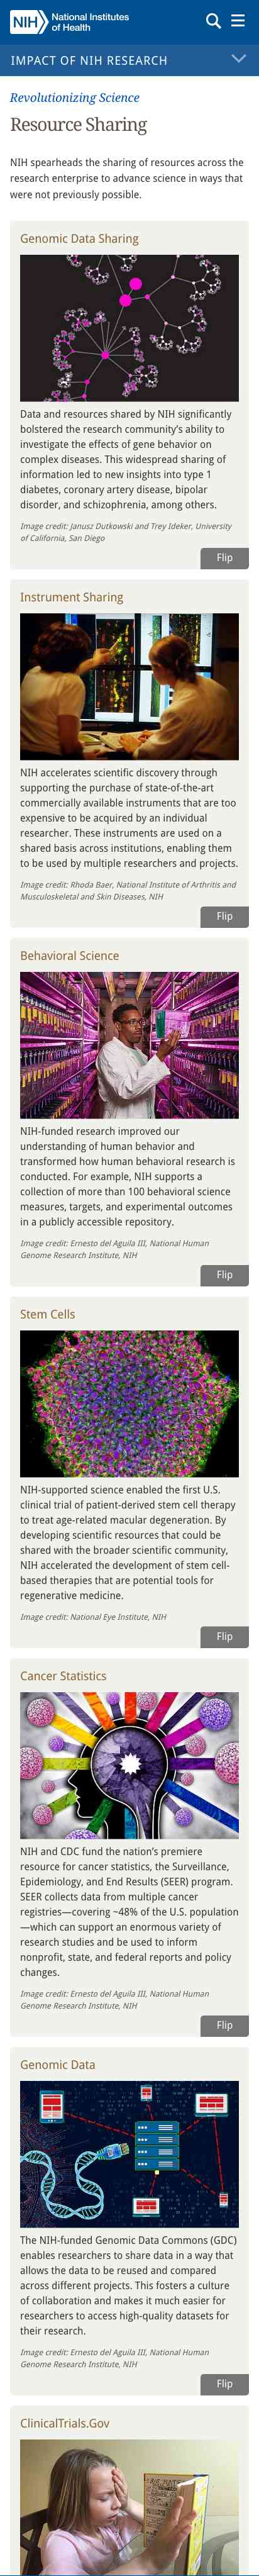 NIH National Institutes
of Health
IMPACT OF NIH RESEARCH
Revolutionizing Science
Resource Sharing
NIH spearheads the sharing of resources across the
research enterprise to advance science in ways that
were not previously possible.
Genomic Data Sharing
Data and resources shared by NIH significantly
bolstered the research community’s ability to
investigate the effects of gene behavior on
complex diseases. This widespread sharing of
information led to new insights into type 1
diabetes, coronary artery disease, bipolar
disorder, and schizophrenia, among others.
Image credit: Janusz Dutkowski and Trey Ideker, University
of California, San Diego
Flip
Instrument Sharing
NIH accelerates scientific discovery through
supporting the purchase of state-of-the-art
commercially available instruments that are too
expensive to be acquired by an individual
researcher. These instruments are used on a
shared basis across institutions, enabling them
to be used by multiple researchers and projects.
Image credit: Rhoda Baer, National Institute of Arthritis and
Musculoskeletal and Skin Diseases, NIH
Flip
Behavioral Science
NIH-funded research improved our
understanding of human behavior and
transformed how human behavioral research is
conducted. For example, NIH supports a
collection of more than 100 behavioral science
measures, targets, and experimental outcomes
in a publicly accessible repository.
Image credit: Ernesto del Aguila III, National Human
Genome Research Institute, NIH
Flip
Stem Cells
NIH-supported science enabled the first U.S.
clinical trial of patient-derived stem cell therapy
to treat age-related macular degeneration. By
developing scientific resources that could be
shared with the broader scientific community,
NIH accelerated the development of stem cell-
based therapies that are potential tools for
regenerative medicine.
Image credit: National Eye Institute, NIH
Flip
Cancer Statistics
NIH and CDC fund the nation’s premiere
resource for cancer statistics, the Surveillance,
Epidemiology, and End Results (SEER) program.
SEER collects data from multiple cancer
registries—covering ~48% of the U.S. population
—which can support an enormous variety of
research studies and be used to inform
nonprofit, state, and federal reports and policy
changes.
Image credit: Ernesto del Aguila III, National Human
Genome Research Institute, NIH
Flip
Genomic Data
The NIH-funded Genomic Data Commons (GDC)
enables researchers to share data in a way that
allows the data to be reused and compared
across different projects. This fosters a culture
of collaboration and makes it much easier for
researchers to access high-quality datasets for
their research.
Image credit: Ernesto del Aguila III, National Human
Genome Research Institute, NIH
Flip
ClinicalTrials.Gov